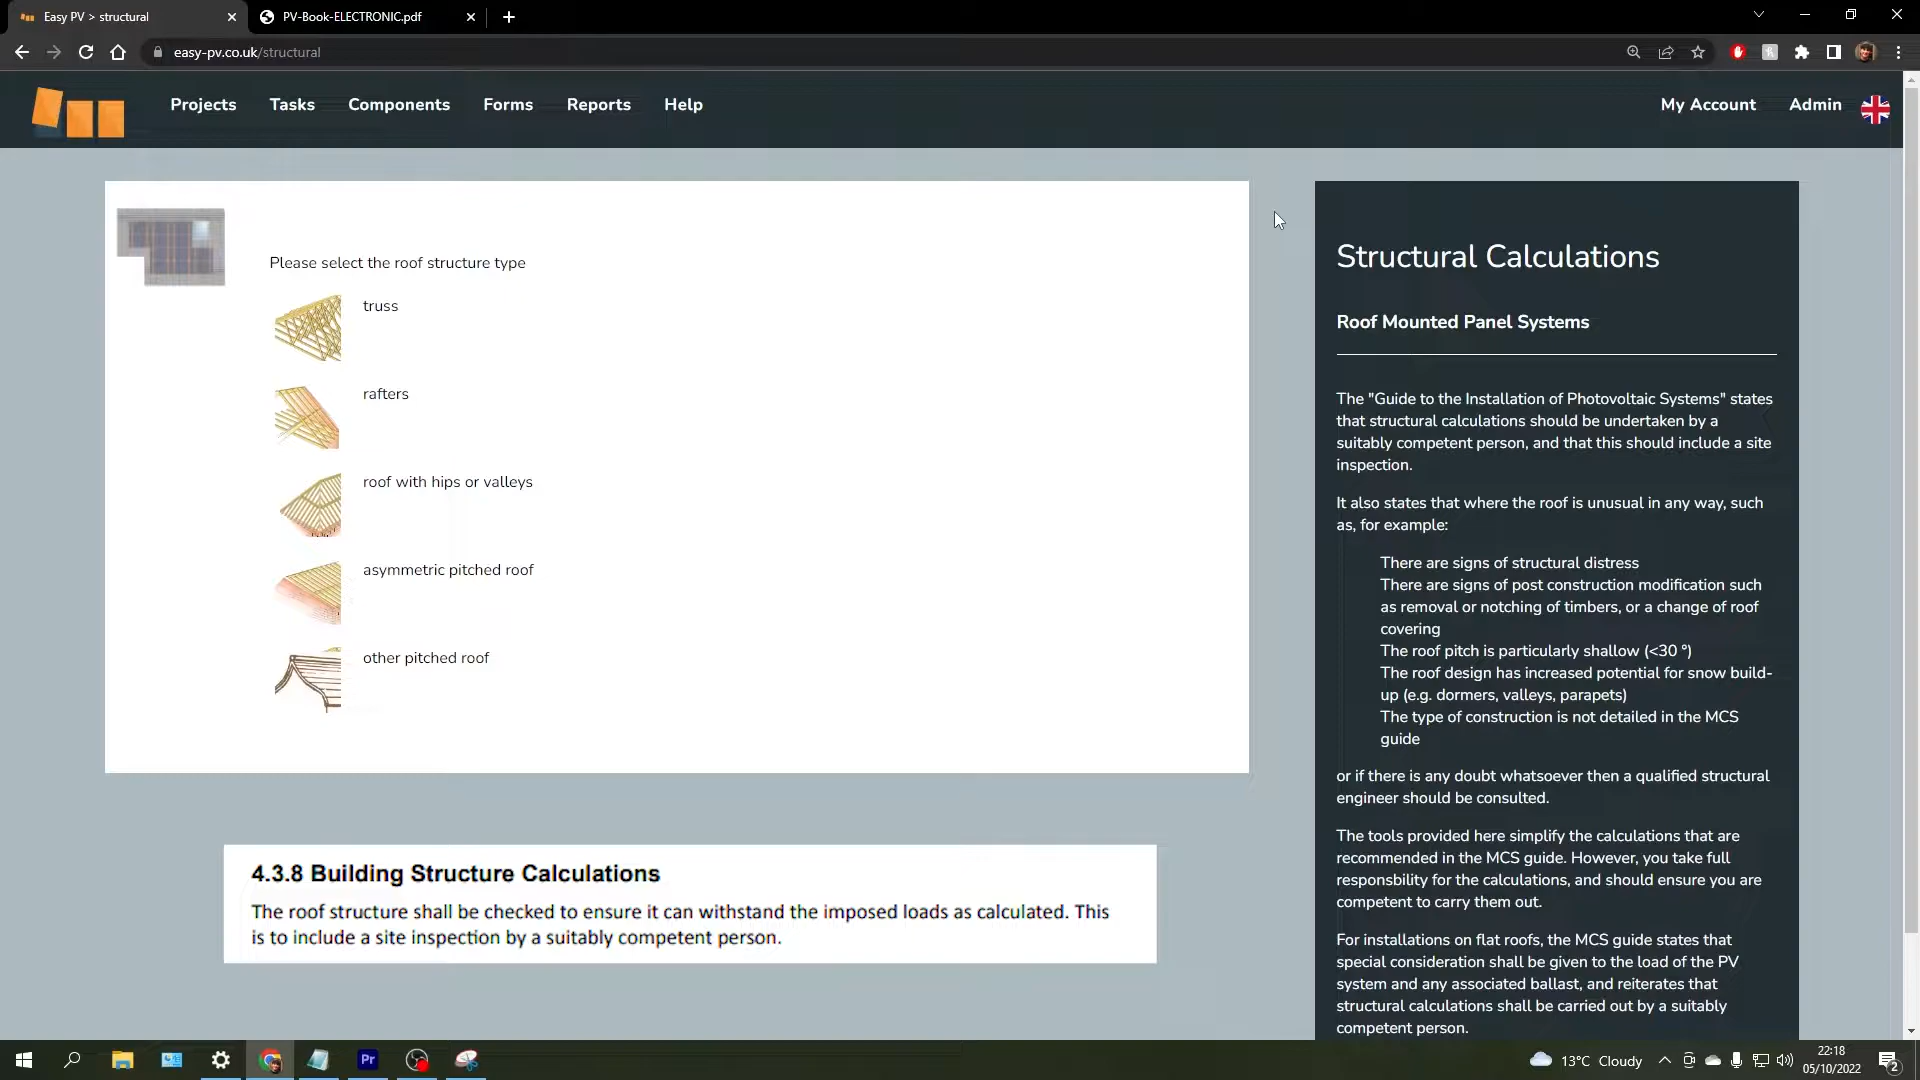 Easy PV > structural
PV-Book-ELECTRONIC.pdf
easy-pv.co.uk/structural
Projects
Tasks
Components
Forms
Reports
Help
My Account
Admin
Please select the roof structure type
truss
rafters
roof with hips or valleys
asymmetric pitched roof
other pitched roof
4.3.8 Building Structure Calculations
The roof structure shall be checked to ensure it can withstand the imposed loads as calculated. This
is to include a site inspection by a suitably competent person.
Structural Calculations
Roof Mounted Panel Systems
The "Guide to the Installation of Photovoltaic Systems" states
that structural calculations should be undertaken by a
suitably competent person, and that this should include a site
inspection.
It also states that where the roof is unusual in any way, such
as, for example:
There are signs of structural distress
There are signs of post construction modification such
as removal or notching of timbers, or a change of roof
covering
The roof pitch is particularly shallow (<30 °)
The roof design has increased potential for snow build-
up (e.g. dormers, valleys, parapets)
The type of construction is not detailed in the MCS
guide
or if there is any doubt whatsoever then a qualified structural
engineer should be consulted.
The tools provided here simplify the calculations that are
recommended in the MCS guide. However, you take full
responsbility for the calculations, and should ensure you are
competent to carry them out.
For installations on flat roofs, the MCS guide states that
special consideration shall be given to the load of the PV
system and any associated ballast, and reiterates that
structural calculations shall be carried out by a suitably
competent person.
Pr
13°C Cloudy
22:18
05/10/2022
2